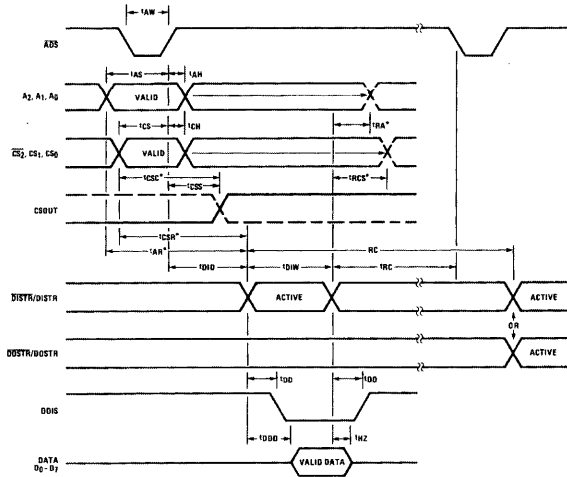 tAW
ADS
tAS
tAH
A2, A1, A0
VALID
tRA*
tCS
tCH
CS2, CS1, CS0
VALID
tCSC*
tRCS*
tCSS
CSOUT
tCSR*
tAR*
RC
tDID
tDIW
tRC
DISTR/DISTR
ACTIVE
ACTIVE
OR
DOSTR/DOSTR
ACTIVE
tDD
tDD
DDIS
tDDD
tHZ
DATA
D0-D7
VALID DATA